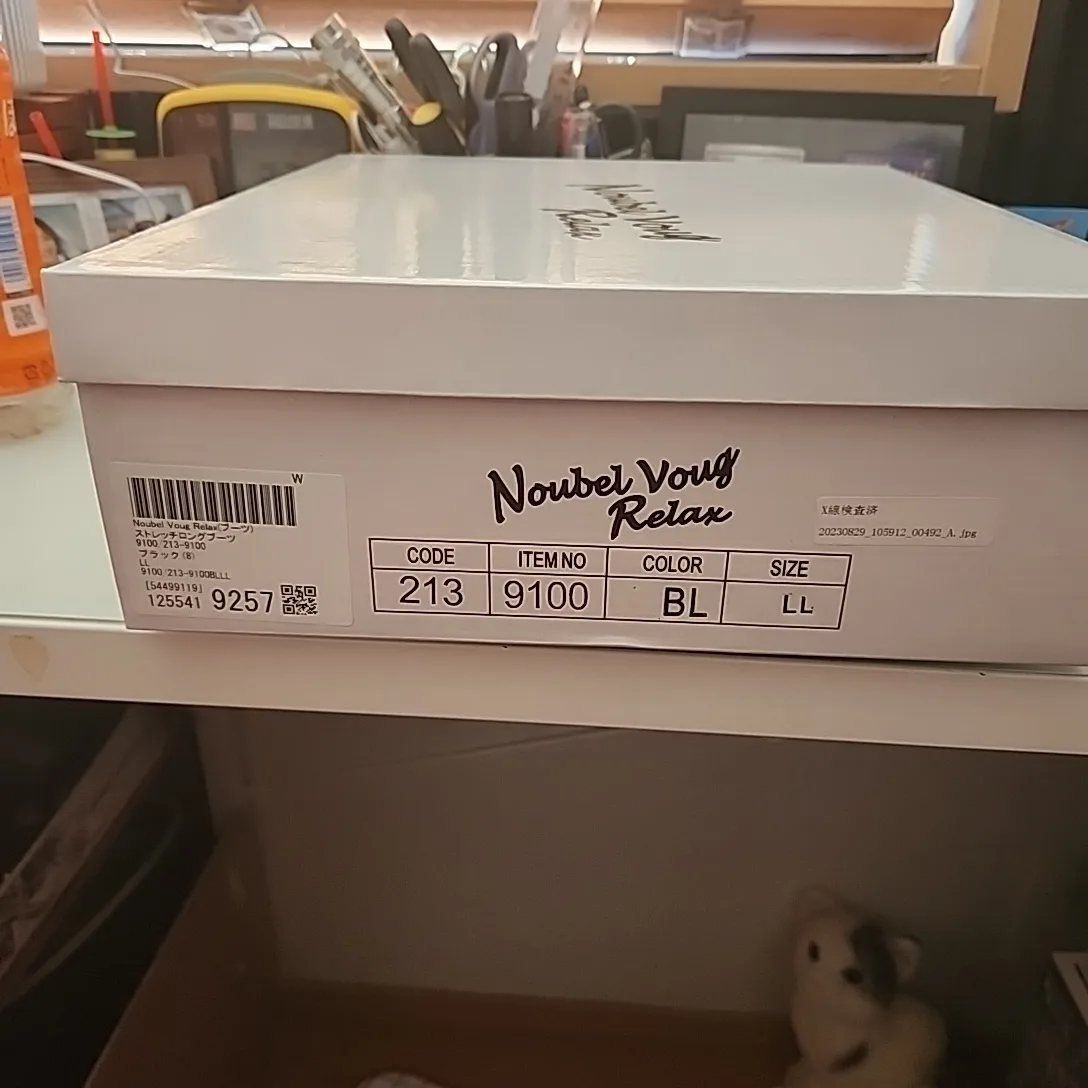 Noubel Voug
Relax
Noubel Voug
Relax
W
Noubel Voug Relax(ブーツ)
ストレッチロングブーツ
9100/213-9100
ブラック(8)
LL
9100/213-9100BLLL
[54499119]
125541 9257
CODE ITEM NO COLOR SIZE
213 9100 BL LL
X線検査済
20230829_105912_00492_A.jpg